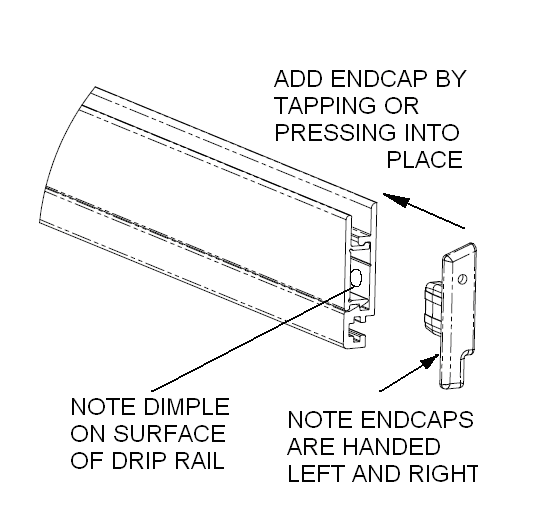 ADD ENDCAP BY
TAPPING OR
PRESSING INTO
PLACE
NOTE DIMPLE
ON SURFACE
OF DRIP RAIL
NOTE ENDCAPS
ARE HANDED
LEFT AND RIGHT